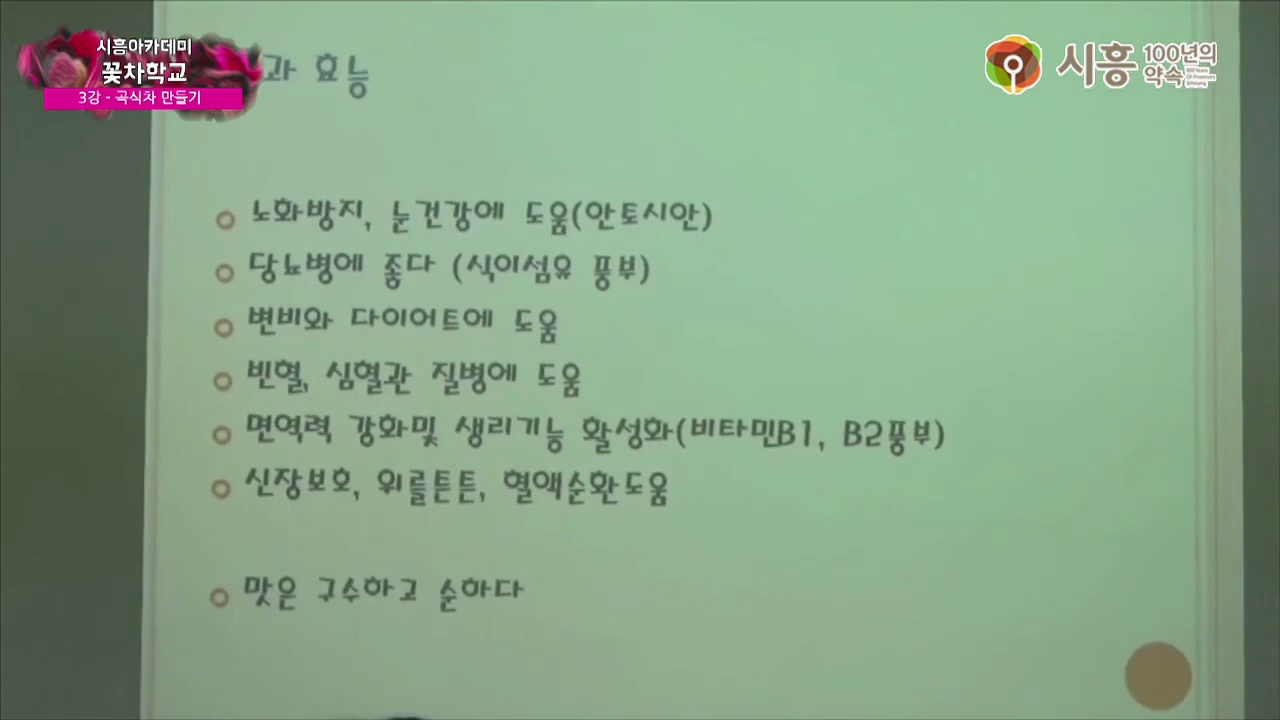 시흥아카데미
꽃차학교
3강 - 곡식차 만들기
시흥 100년의 약속
과 효능
노화방지, 눈건강에 도움(안토시안)
당뇨병에 좋다 (식이섬유 풍부)
변비와 다이어트에 도움
빈혈, 심혈관 질병에 도움
면역력 강화및 생리기능 활성화(비타민B1, B2풍부)
신장보호, 위를튼튼, 혈액순환도움
맛은 구수하고 순하다